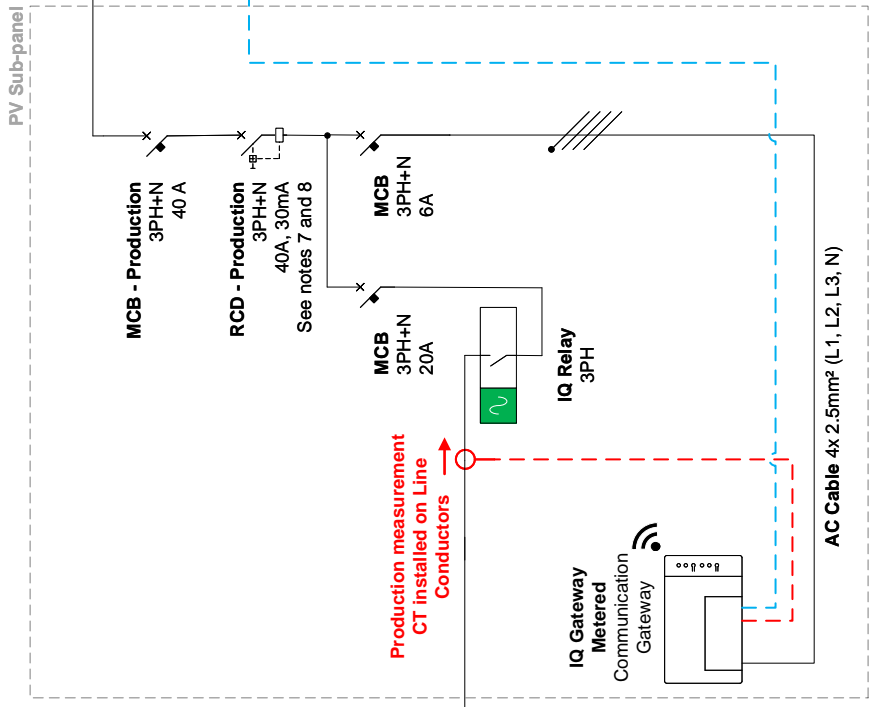 PV Sub-panel
MCB - Production
3PH+N
40 A
RCD - Production
3PH+N
40A, 30mA
See notes 7 and 8
MCB
3PH+N
6A
MCB
3PH+N
20A
IQ Relay
3PH
Production measurement
CT installed on Line
Conductors
IQ Gateway
Metered
Communication
Gateway
AC Cable 4x 2.5mm² (L1, L2, L3, N)